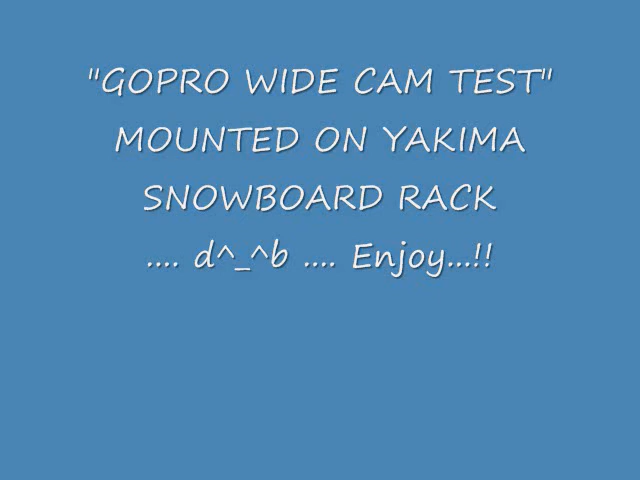 "GOPRO WIDE CAM TEST"
MOUNTED ON YAKIMA
SNOWBOARD RACK
.... d^_^b .... Enjoy...!!